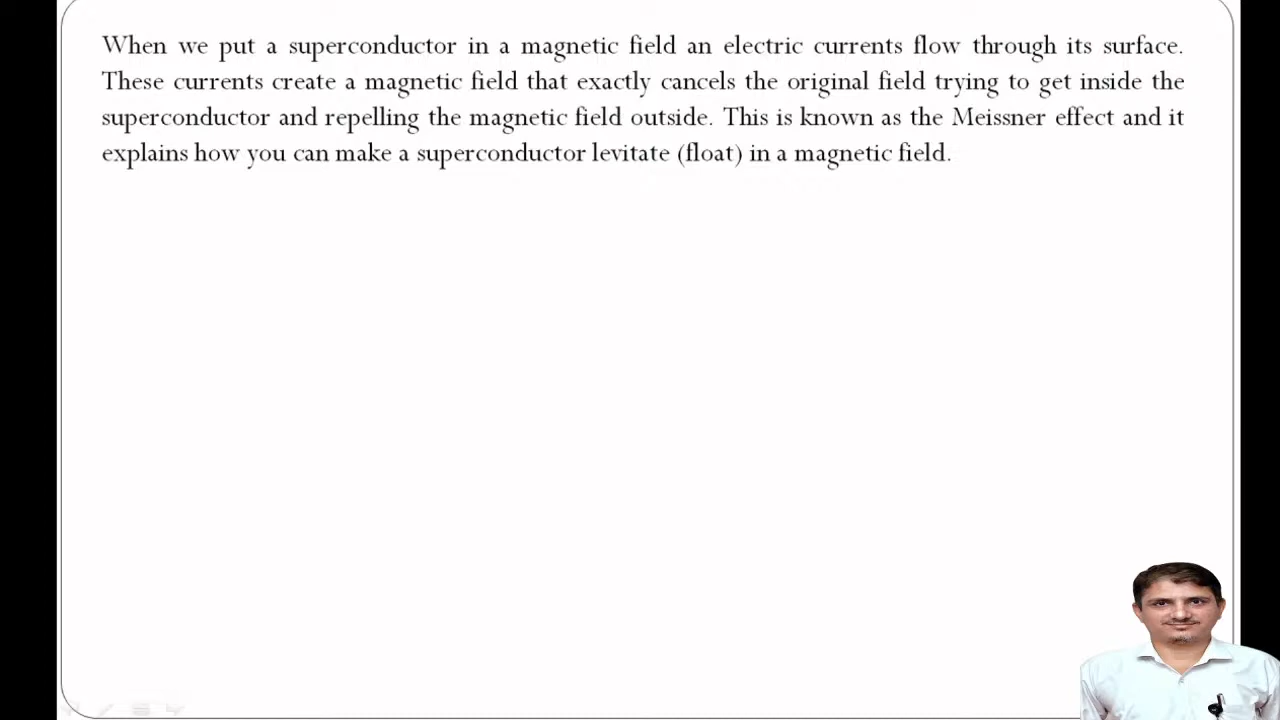 When we put a superconductor in a magnetic field an electric currents flow through its surface.
These currents create a magnetic field that exactly cancels the original field trying to get inside the
superconductor and repelling the magnetic field outside. This is known as the Meissner effect and it
explains how you can make a superconductor levitate (float) in a magnetic field.